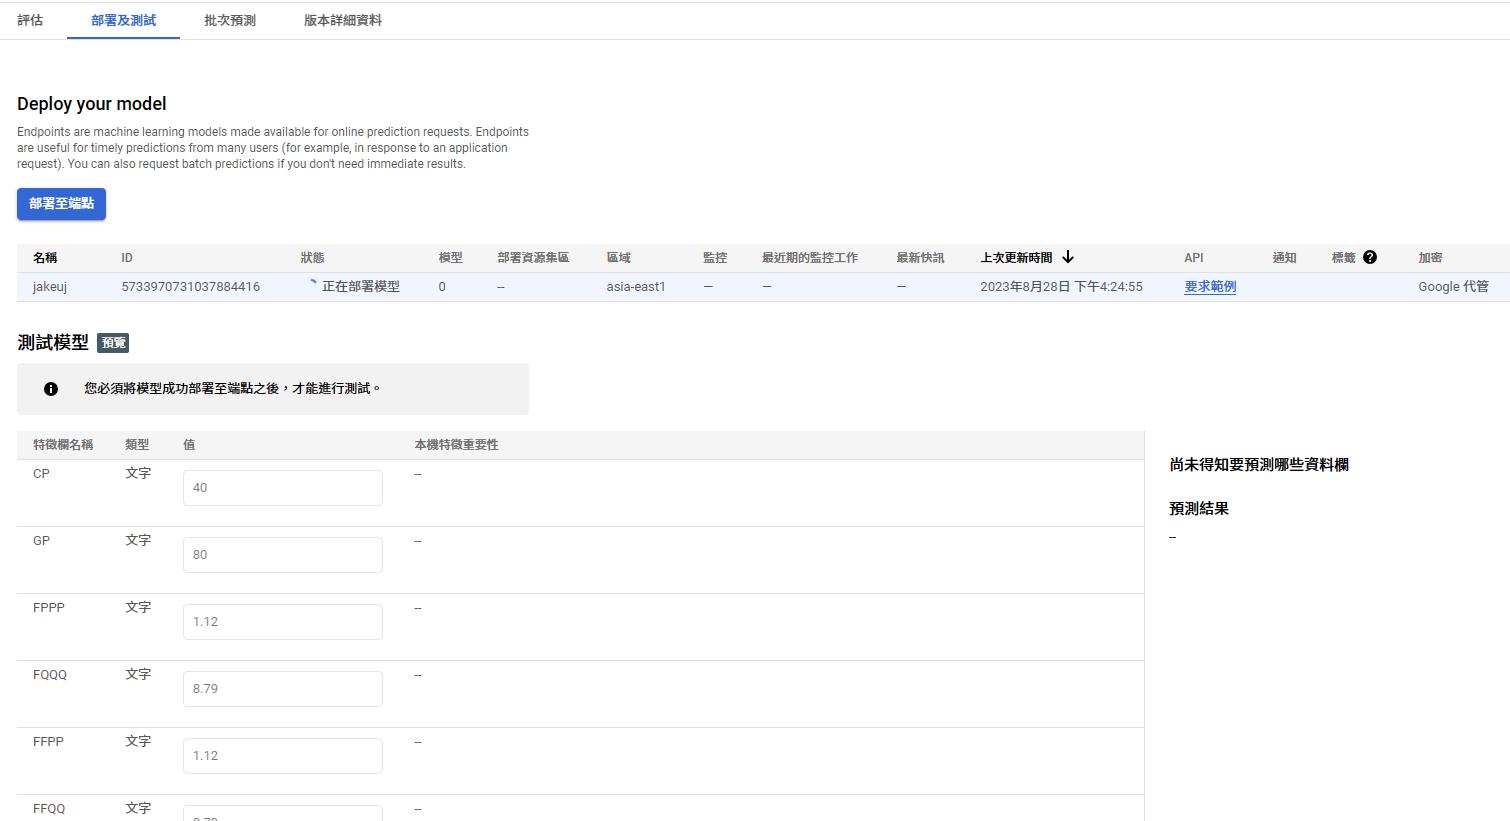 評估 部署及測試 批次預測 版本詳細資料
Deploy your model
Endpoints are machine learning models made available for online prediction requests. Endpoints
are useful for timely predictions from many users (for example, in response to an application
request). You can also request batch predictions if you don't need immediate results.
部署至端點
名稱 ID 狀態 模型 部署資源集區 區域 監控 最近期的監控工作 最新快訊 上次更新時間 API 通知 標籤 加密
jakeuj 5733970731037884416 正在部署模型 0 -- asia-east1 — — — 2023年8月28日 下午4:24:55 要求範例 Google 代管
測試模型 預覽
您必須將模型成功部署至端點之後,才能進行測試。
特徵欄名稱 類型 值 本機特徵重要性
CP 文字 40 --
GP 文字 80 --
FPPP 文字 1.12 --
FQQQ 文字 8.79 --
FFPP 文字 1.12 --
FFQQ 文字 --
尚未得知要預測哪些資料欄
預測結果
--